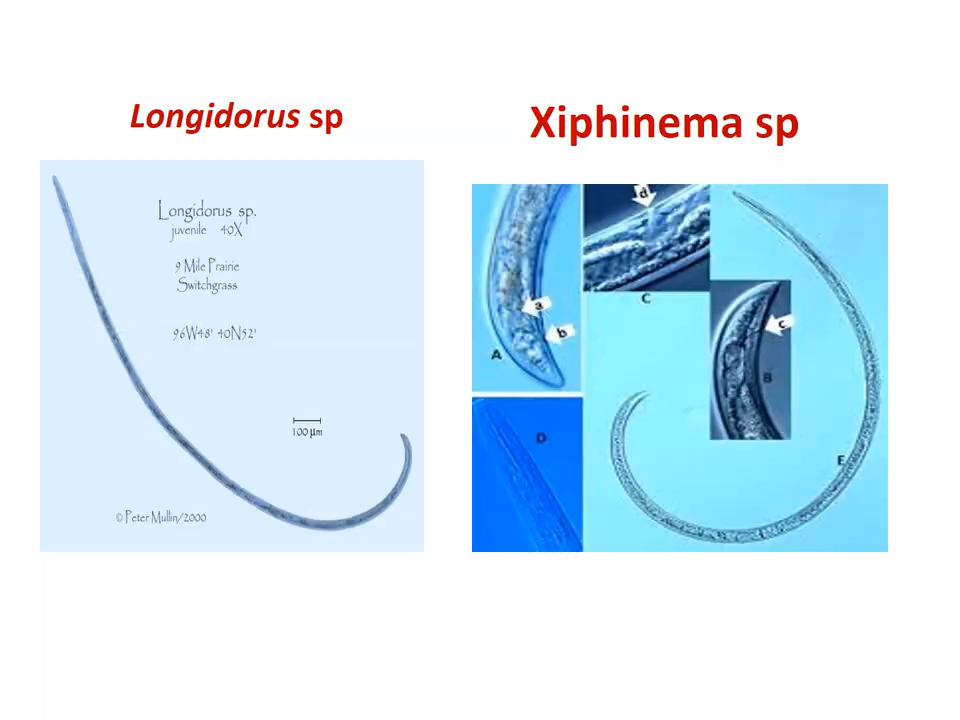 Longidorus sp
Xiphinema sp
Longidorus sp.
juvenile 40X
9 Mile Prairie
Switchgrass
96W48' 40N52'
100 µm
© Peter Mullin/2000
d
C
a
b
A
c
B
D
E